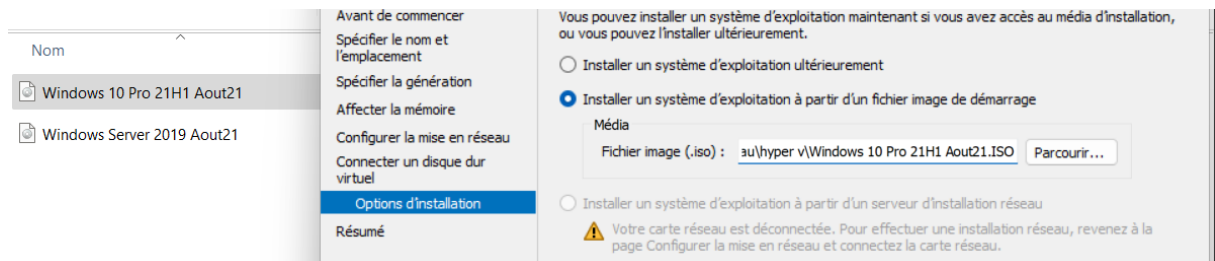 Nom
Windows 10 Pro 21H1 Aout21
Windows Server 2019 Aout21
Avant de commencer
Spécifier le nom et
l'emplacement
Spécifier la génération
Affecter la mémoire
Configurer la mise en réseau
Connecter un disque dur
virtuel
Options d'installation
Résumé
Vous pouvez installer un système d'exploitation maintenant si vous avez accès au média d'installation,
ou vous pouvez l'installer ultérieurement.
Installer un système d'exploitation ultérieurement
Installer un système d'exploitation à partir d'un fichier image de démarrage
Média
Fichier image (.iso) : au\hyper v\Windows 10 Pro 21H1 Aout21.ISO Parcourir...
Installer un système d'exploitation à partir d'un serveur d'installation réseau
Votre carte réseau est déconnectée. Pour effectuer une installation réseau, revenez à la
page Configurer la mise en réseau et connectez la carte réseau.